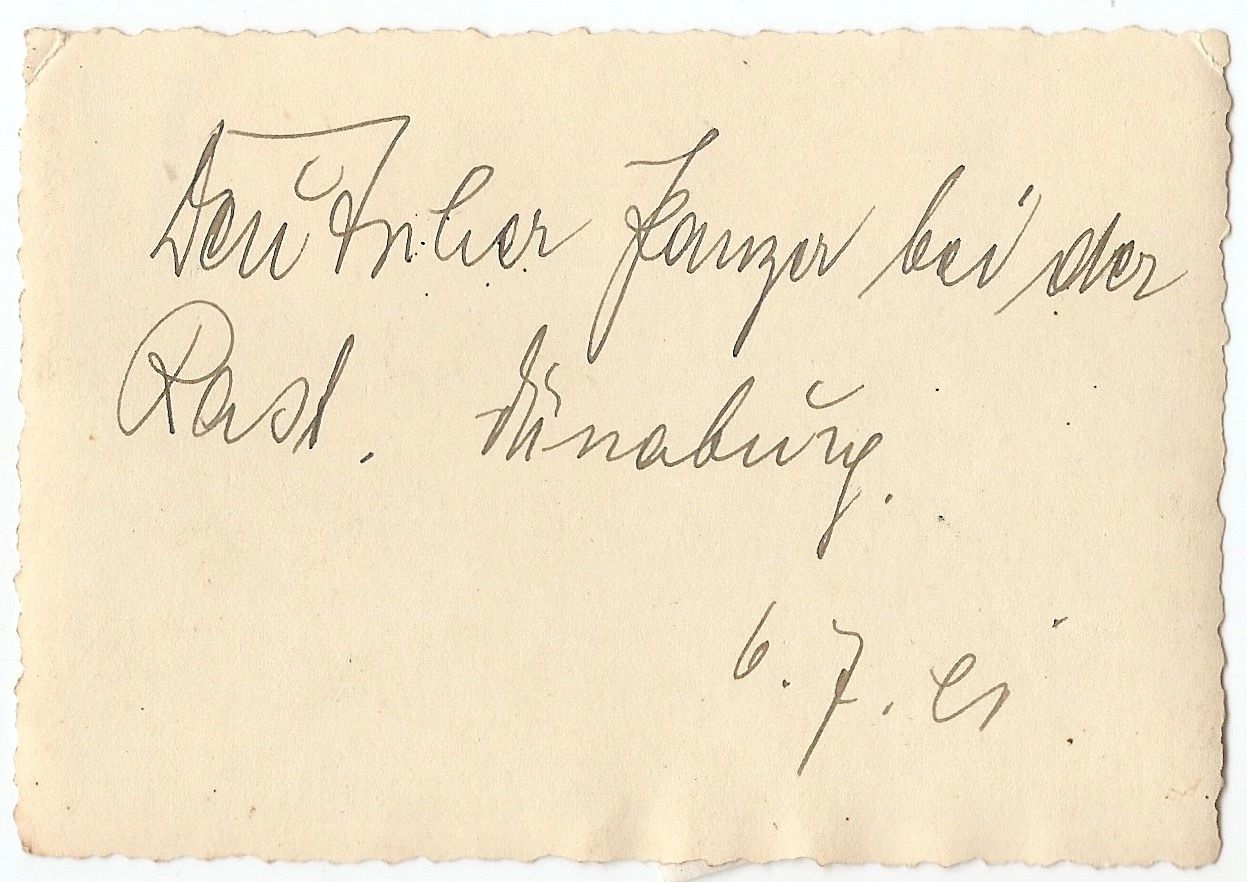 Deutscher Panzer bei der
Rast. Dünaburg.
6.7.41